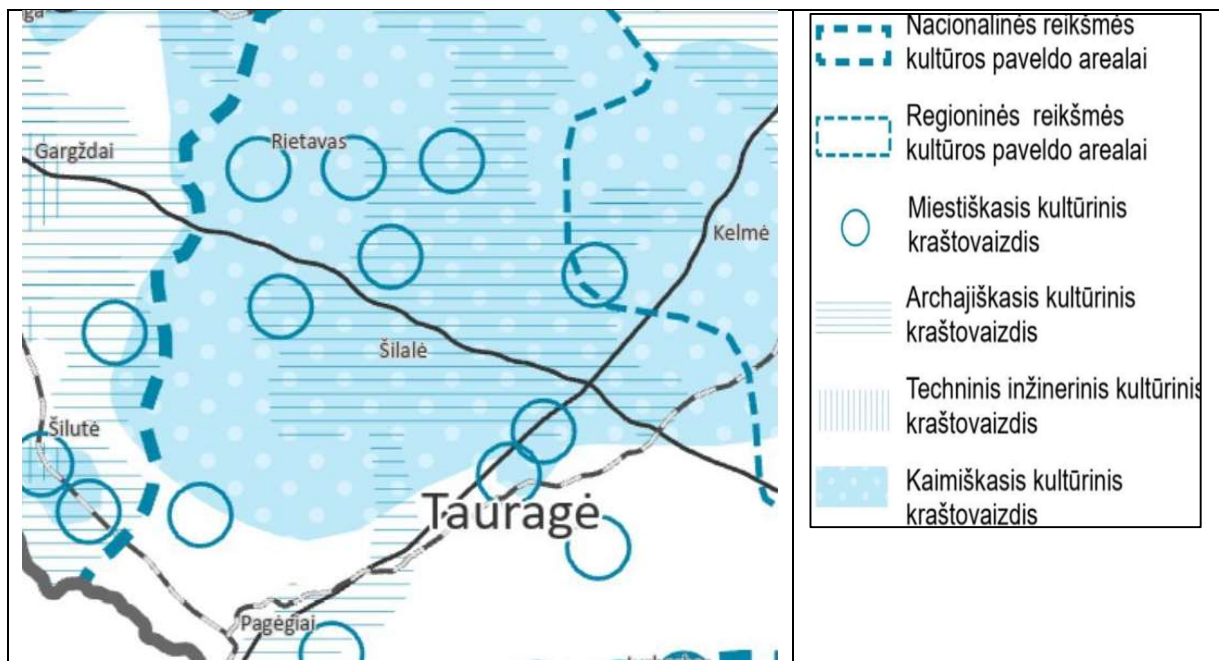 Gargždai
Rietavas
Kelmė
Šilalė
Šilutė
Tauragė
Pagėgiai
Nacionalinės reikšmės
kultūros paveldo arealai
Regioninės reikšmės
kultūros paveldo arealai
Miestiškasis kultūrinis
kraštovaizdis
Archajiškasis kultūrinis
kraštovaizdis
Techninis inžinerinis kultūrinis
kraštovaizdis
Kaimiškasis kultūrinis
kraštovaizdis